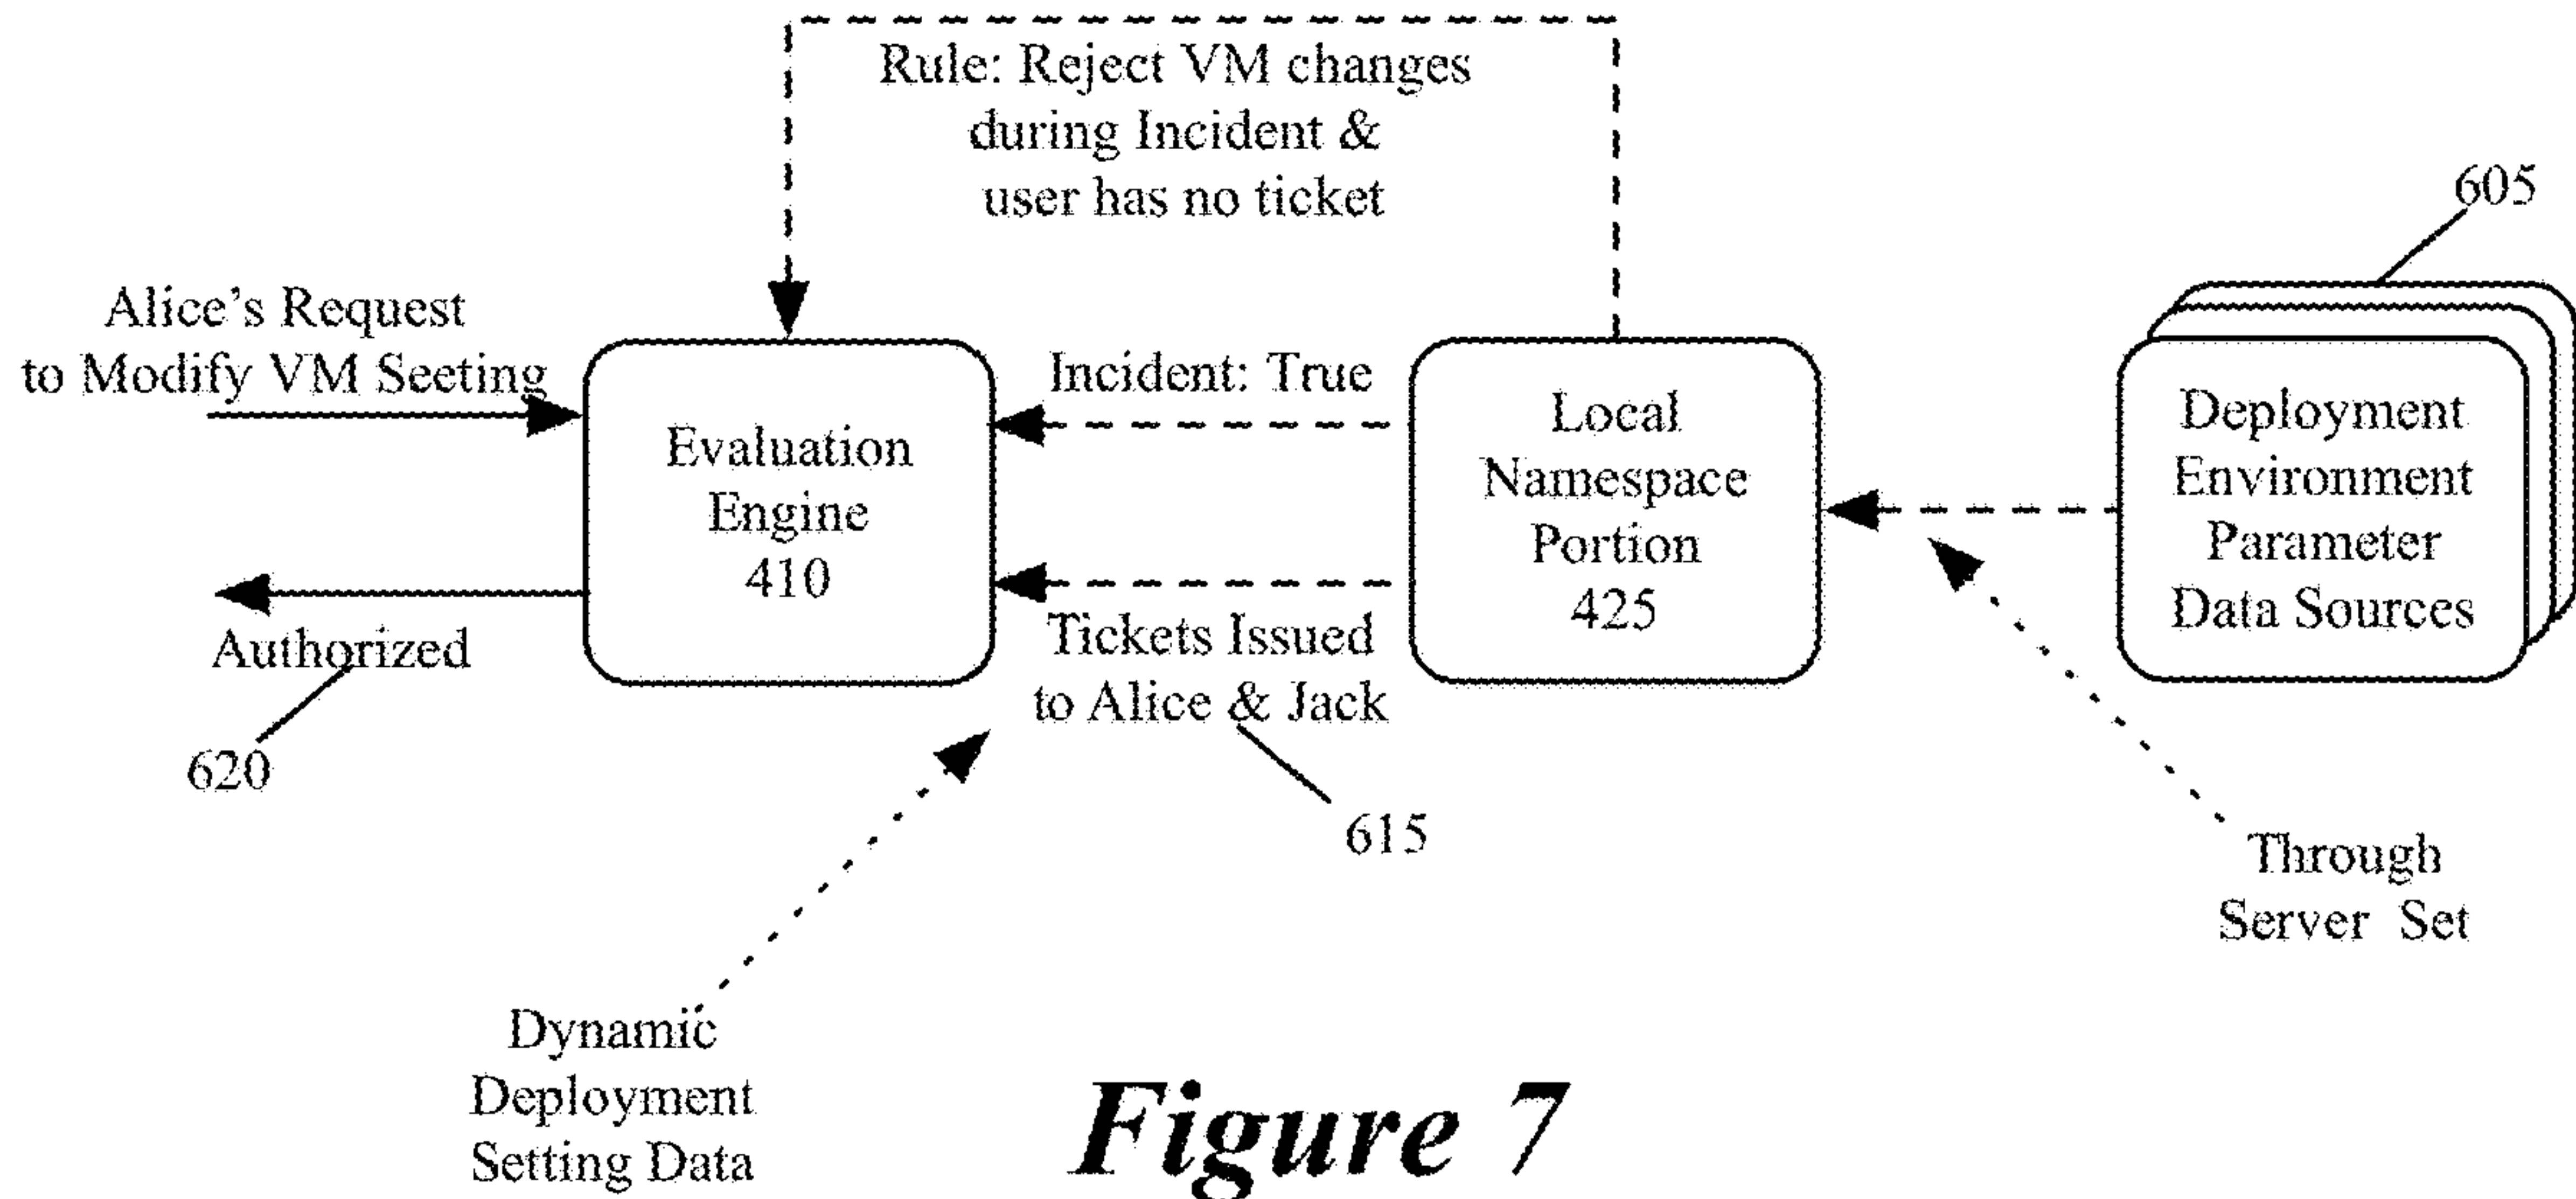 Rule: Reject VM changes
during Incident &
user has no ticket
605
Alice's Request
to Modify VM Seeting
Incident: True
Evaluation
Engine
410
Local
Namespace
Portion
425
Deployment
Environment
Parameter
Data Sources
Authorized
620
Tickets Issued
to Alice & Jack
615
Through
Server Set
Dynamic
Deployment
Setting Data
Figure 7